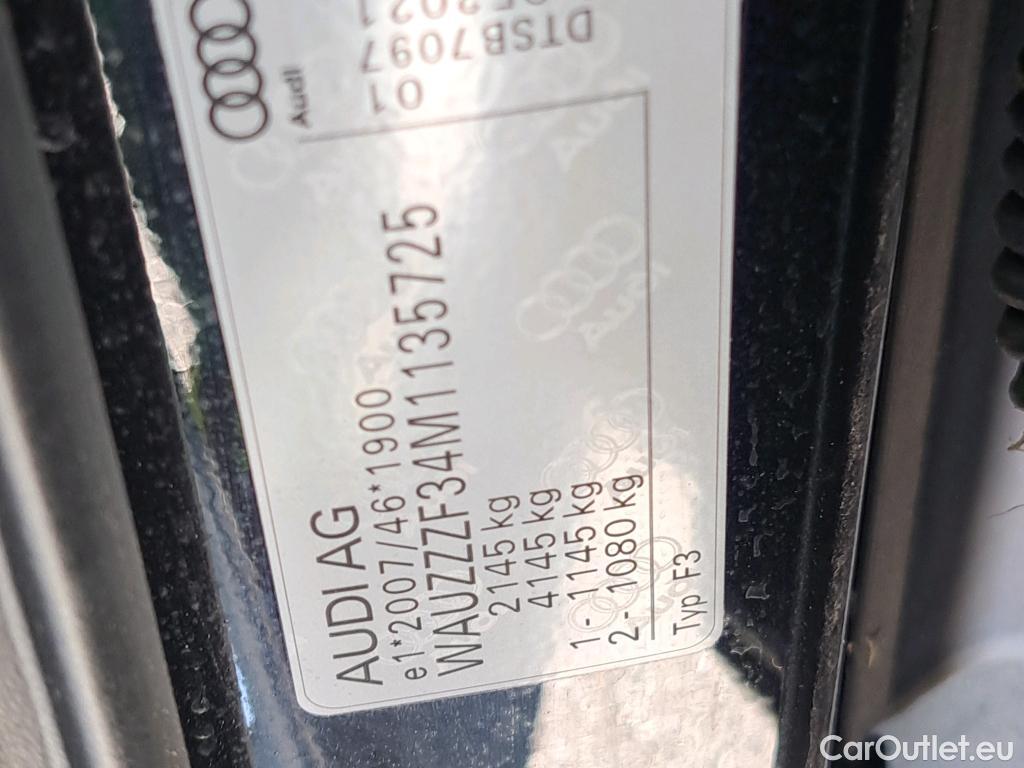 AUDI AG
e1*2007/46*1900
WAUZZZF34M1135725
2145 kg
4145 kg
1- 1145 kg
2- 1080 kg
Typ F3
Audi
01
DTSB7097
CarOutlet.eu